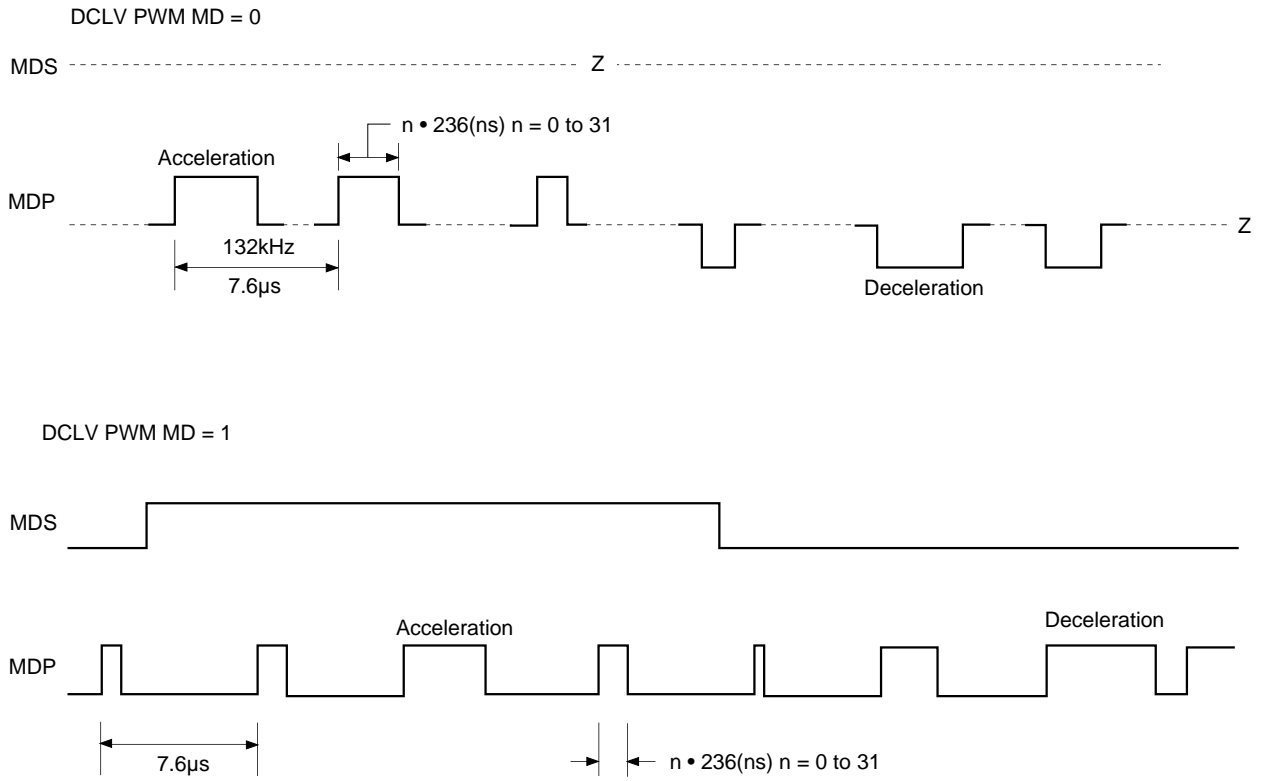 DCLV PWM MD = 0
MDS
Z
n • 236(ns) n = 0 to 31
Acceleration
MDP
Z
132kHz
7.6µs
Deceleration
DCLV PWM MD = 1
MDS
Acceleration
Deceleration
MDP
7.6µs
n • 236(ns) n = 0 to 31